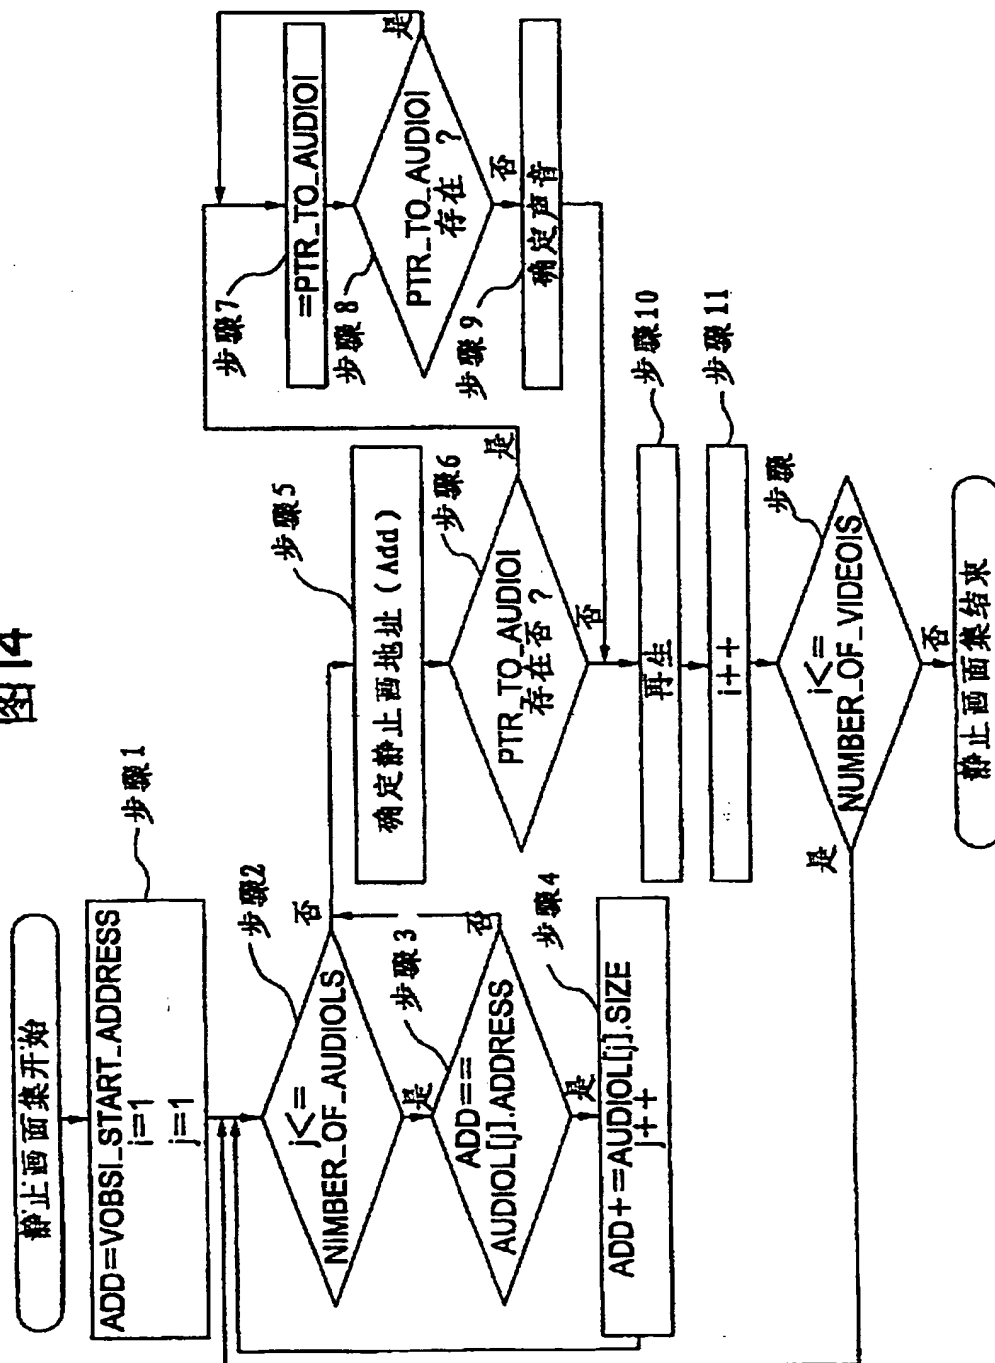 图14
静止画面集开始
步骤1
ADD=VOBSI_START_ADDRESS
i=1
j=1
步骤2
j<=
NIMBER_OF_AUDIOLS
否
是
步骤3
ADD==
AUDIOL[j].ADDRESS
否
是
步骤4
ADD+=AUDIOL[j].SIZE
j++
步骤5
确定静止画地址(Add)
步骤6
PTR_TO_AUDIOI
存在否?
是
否
步骤7
=PTR_TO_AUDIOI
步骤8
PTR_TO_AUDIOI
存在?
是
否
步骤9
确定声音
步骤10
再生
步骤11
i++
步骤
i<=
NUMBER_OF_VIDEOIS
是
否
静止画面集结束